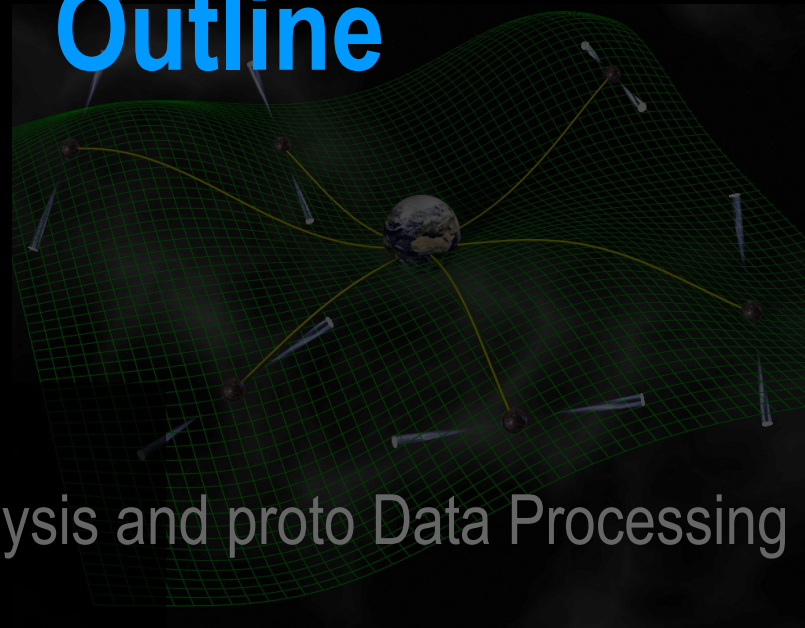 Outline
ysis and proto Data Processing